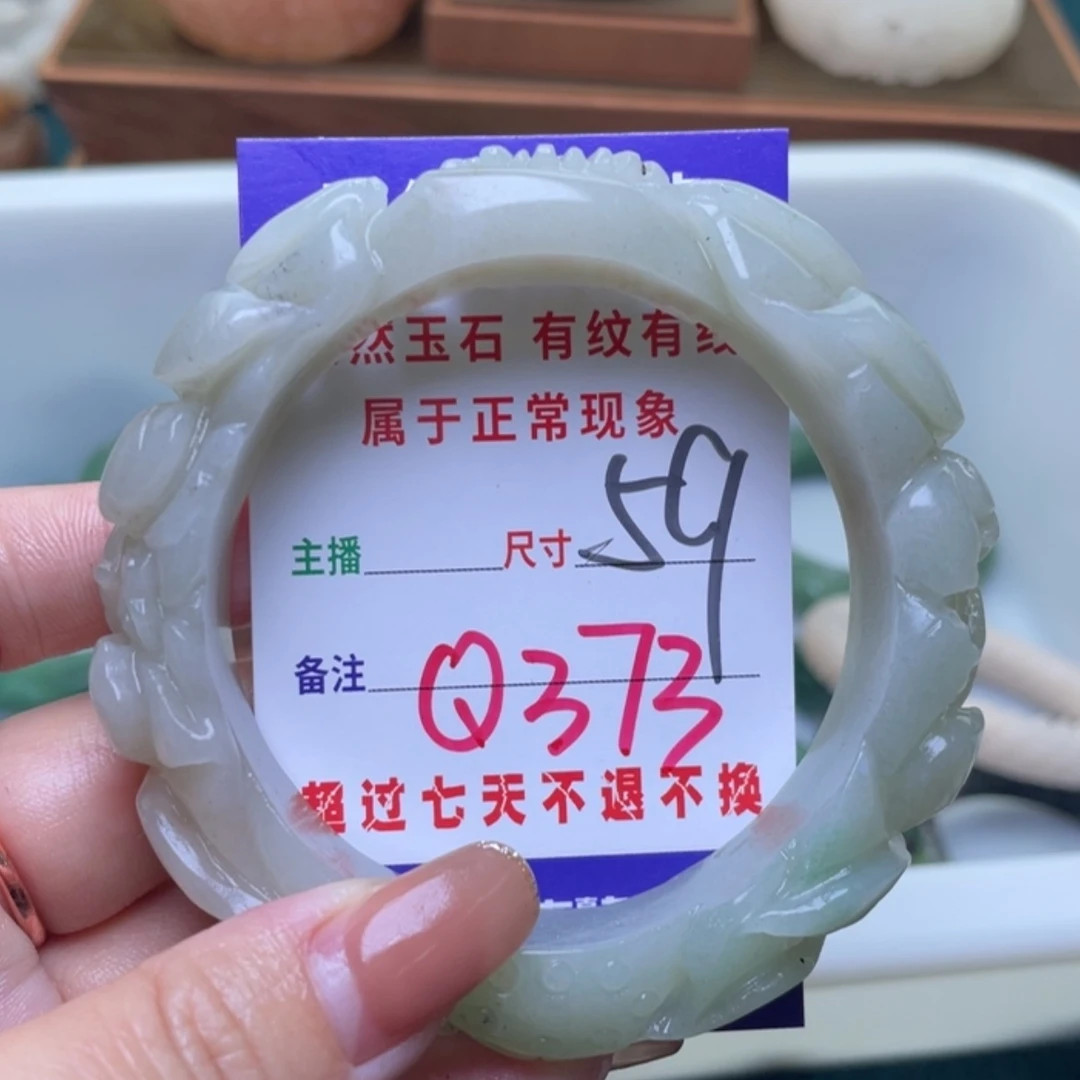 然玉石 有纹有
属于正常现象
主播 尺寸 59
备注 Q373
超过七天不退不换